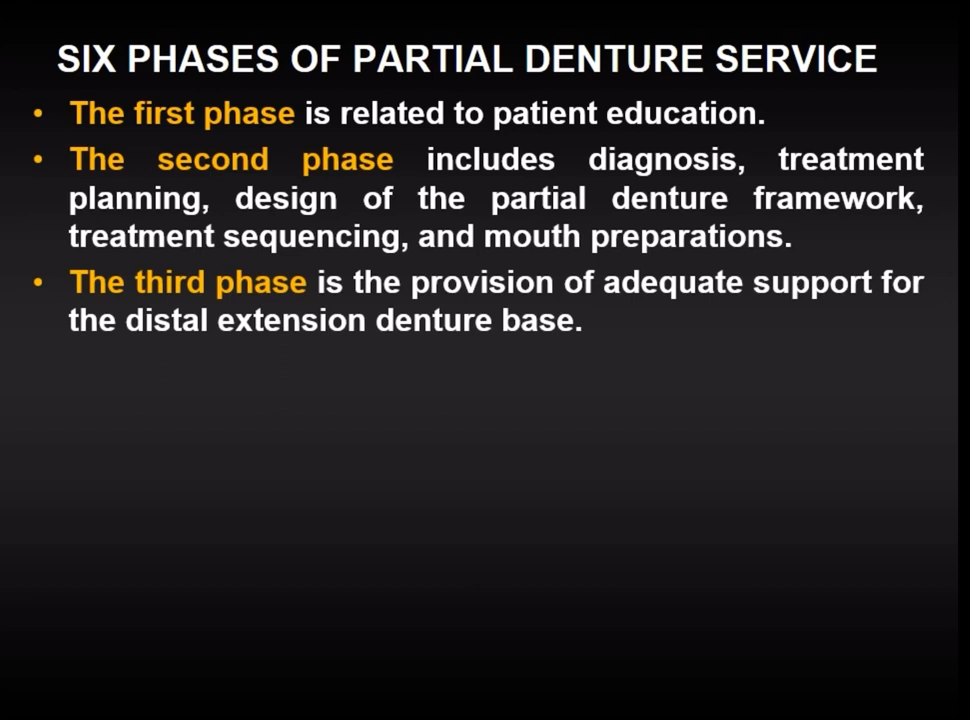 SIX PHASES OF PARTIAL DENTURE SERVICE
• The first phase is related to patient education.
• The second phase includes diagnosis, treatment
planning, design of the partial denture framework,
treatment sequencing, and mouth preparations.
• The third phase is the provision of adequate support for
the distal extension denture base.